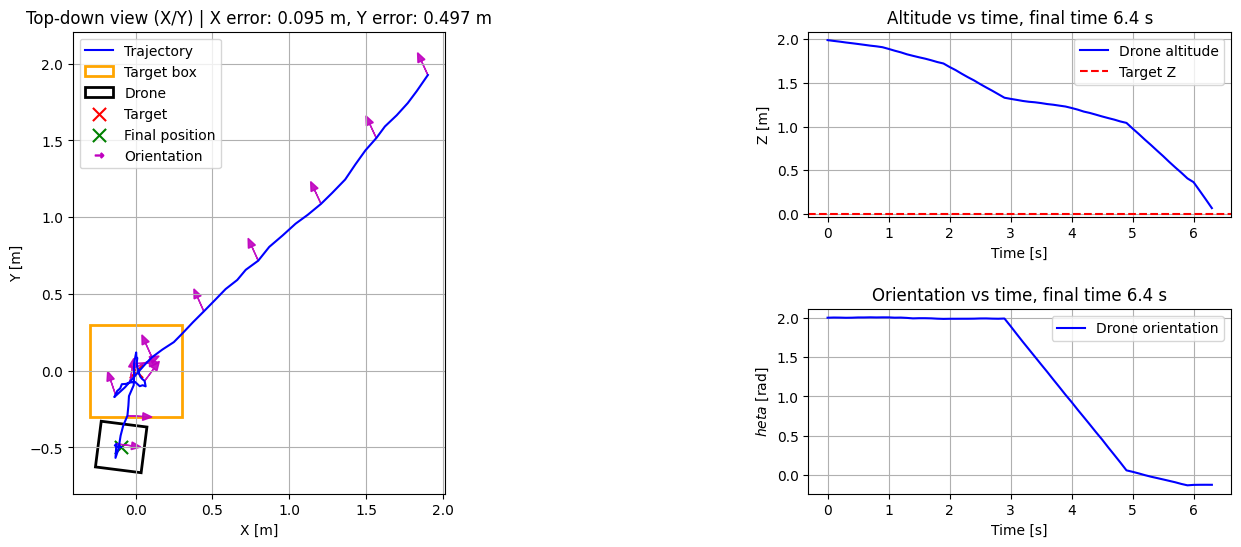 Top-down view (X/Y) | X error: 0.095 m, Y error: 0.497 m
Trajectory
Target box
Drone
Target
Final position
Orientation
2.0
1.5
1.0
0.5
0.0
−0.5
Y [m]
0.0
0.5
1.0
1.5
2.0
X [m]
Altitude vs time, final time 6.4 s
Drone altitude
Target Z
2.0
1.5
1.0
0.5
0.0
Z [m]
0
1
2
3
4
5
6
Time [s]
Orientation vs time, final time 6.4 s
Drone orientation
2.0
1.5
1.0
0.5
0.0
heta [rad]
0
1
2
3
4
5
6
Time [s]